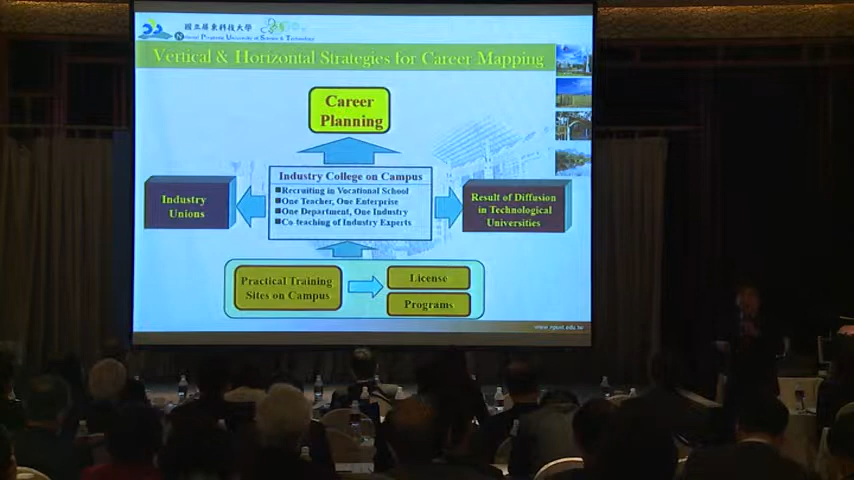 國立屏東科技大學
National Pingtung University of Science & Technology
Vertical & Horizontal Strategies for Career Mapping
Career
Planning
Industry College on Campus
Recruiting in Vocational School
One Teacher, One Enterprise
One Department, One Industry
Co-teaching of Industry Experts
Industry
Unions
Result of Diffusion
in Technological
Universities
Practical Training
Sites on Campus
License
Programs
www.npust.edu.tw